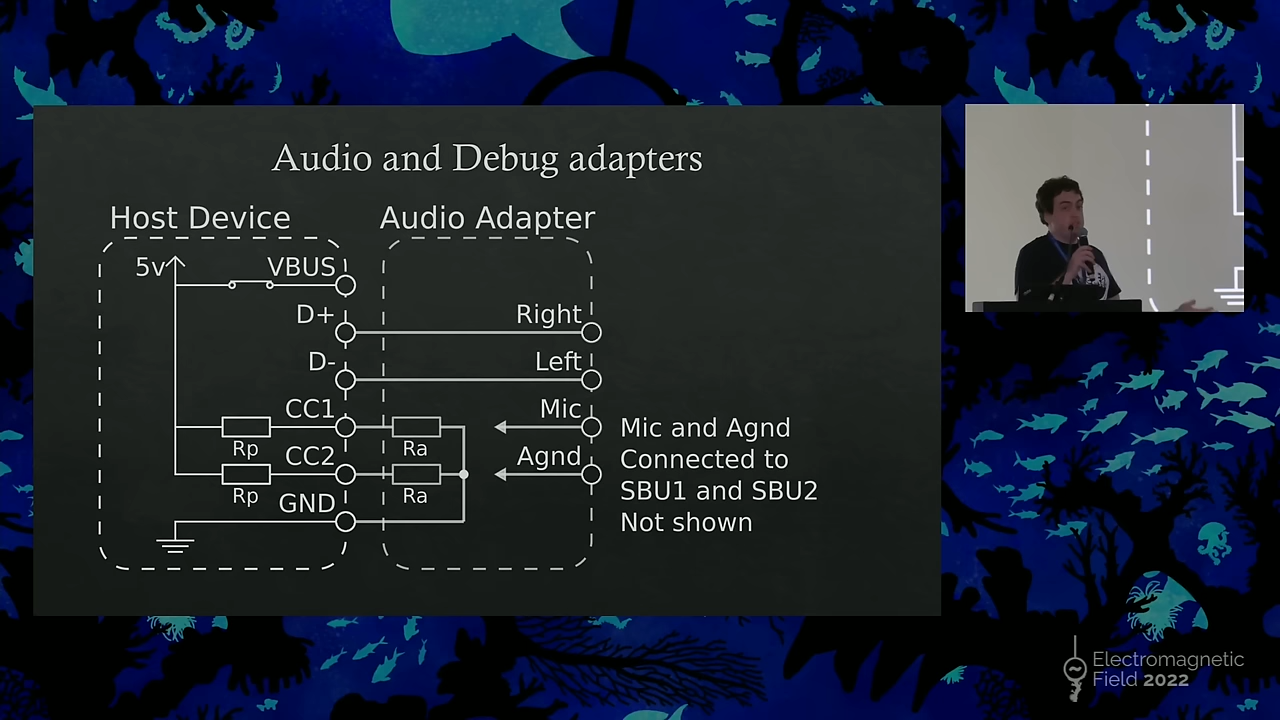 Audio and Debug adapters
Host Device
Audio Adapter
5v
VBUS
D+
Right
D-
Left
CC1
Mic
Rp
Ra
CC2
Agnd
Rp
Ra
GND
Mic and Agnd
Connected to
SBU1 and SBU2
Not shown
Electromagnetic
Field 2022